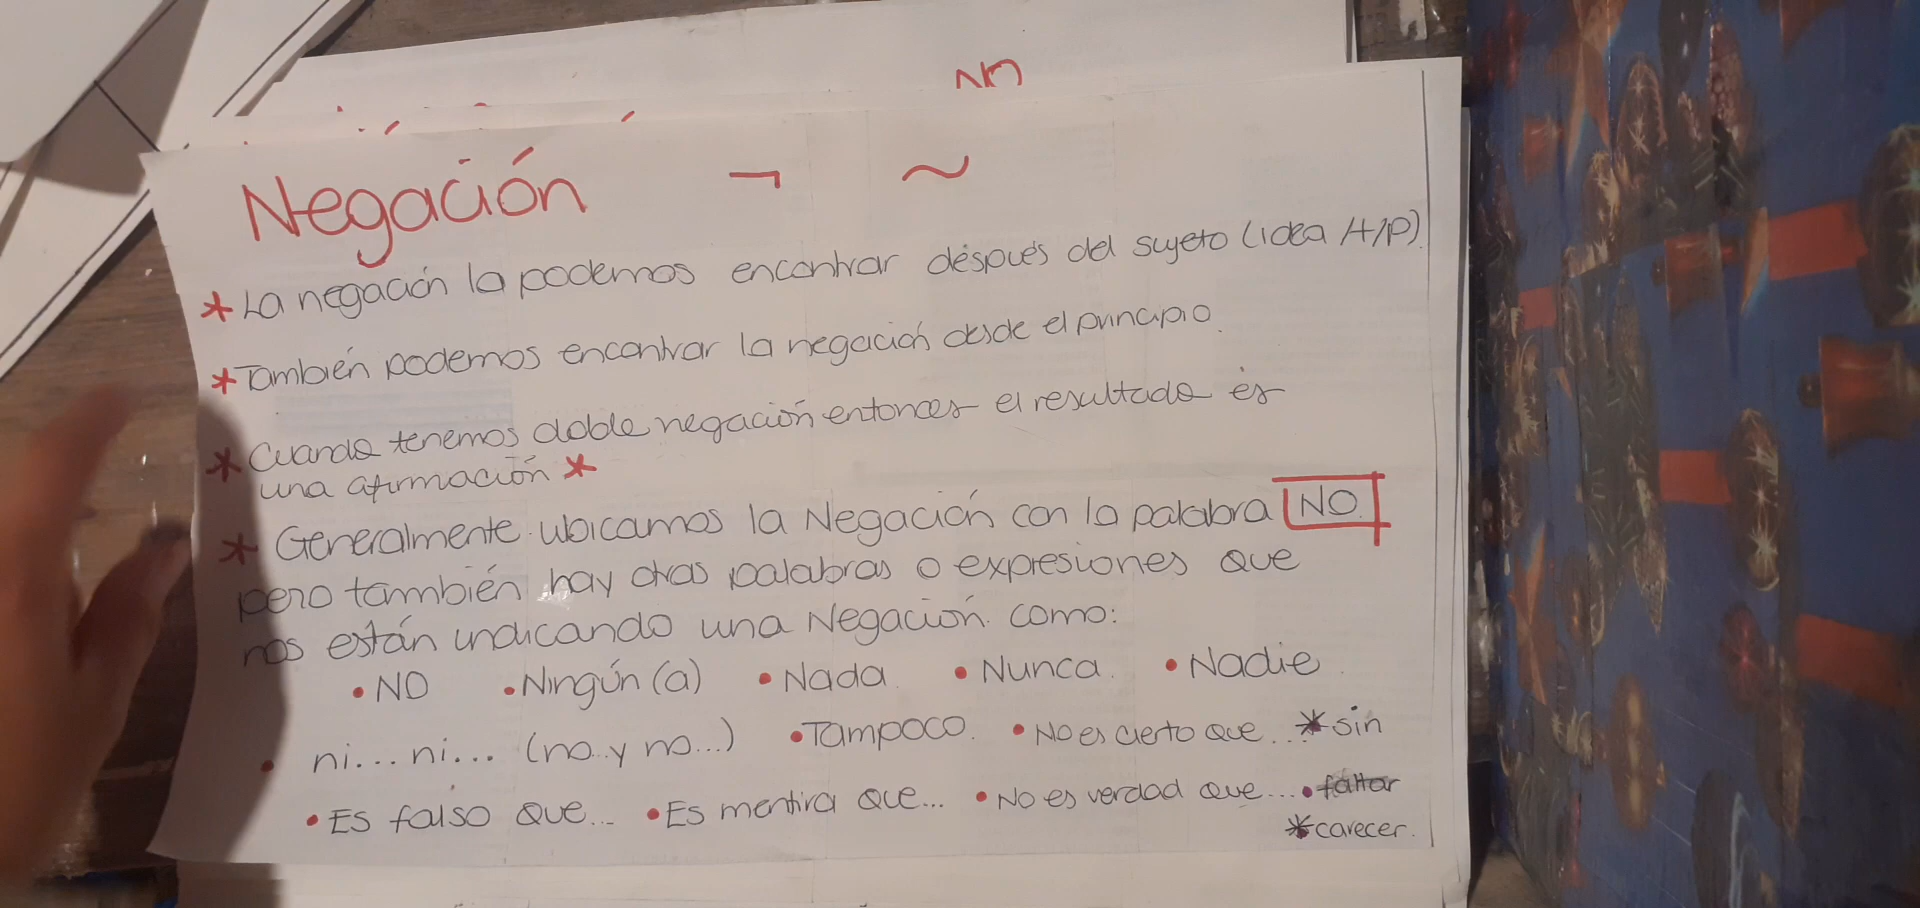 Negación ¬ ~
* La negación la podemos encontrar después del sujeto (idea H/P).
* También podemos encontrar la negación desde el principio.
* Cuando tenemos doble negación entonces el resultado es
una afirmación *
* Generalmente ubicamos la Negación con la palabra NO.
pero también hay otras palabras o expresiones que
nos están indicando una Negación como:
• NO • Ningún(a) • Nada. • Nunca. • Nadie.
• ni... ni... (no..y no...) • Tampoco. • No es cierto que... * sin
• Es falso que... • Es mentira que... • No es verdad que... • faltar
* carecer.